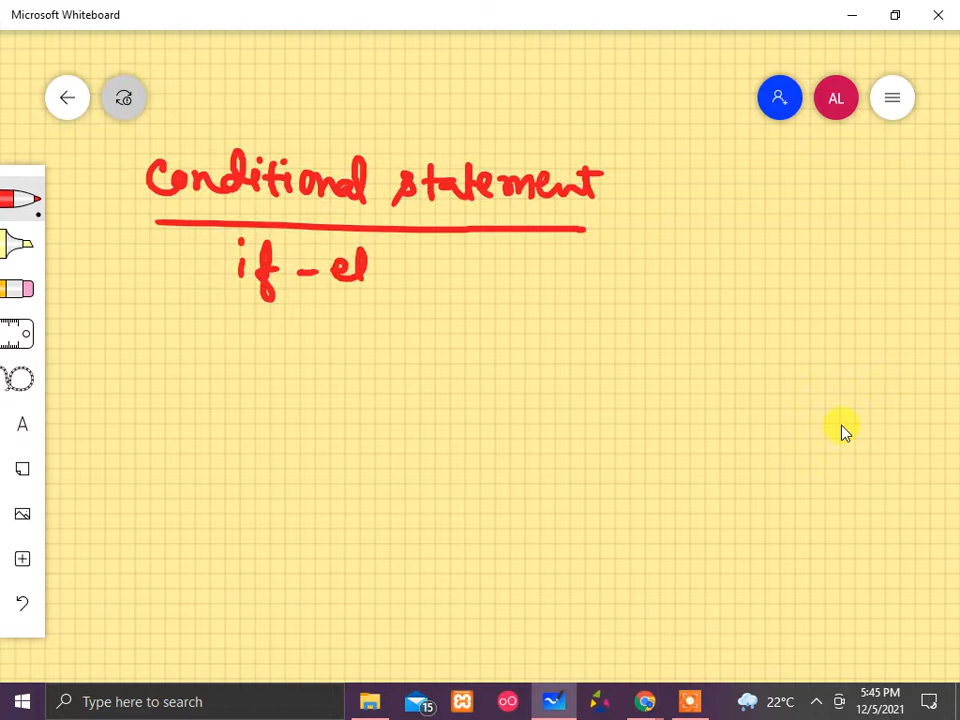 Microsoft Whiteboard
AL
Conditional statement
if - el
A
Type here to search
15
22°C
5:45 PM
12/5/2021